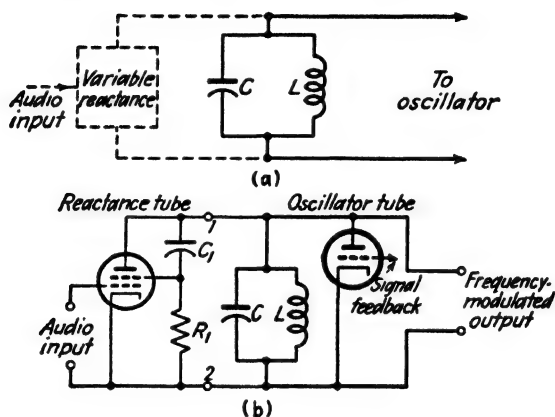 Audio
input
Variable
reactance
C
L
To
oscillator
(a)
Reactance tube
Oscillator tube
1
C1
R1
2
Audio
input
C
L
Signal
feedback
Frequency-
modulated
output
(b)